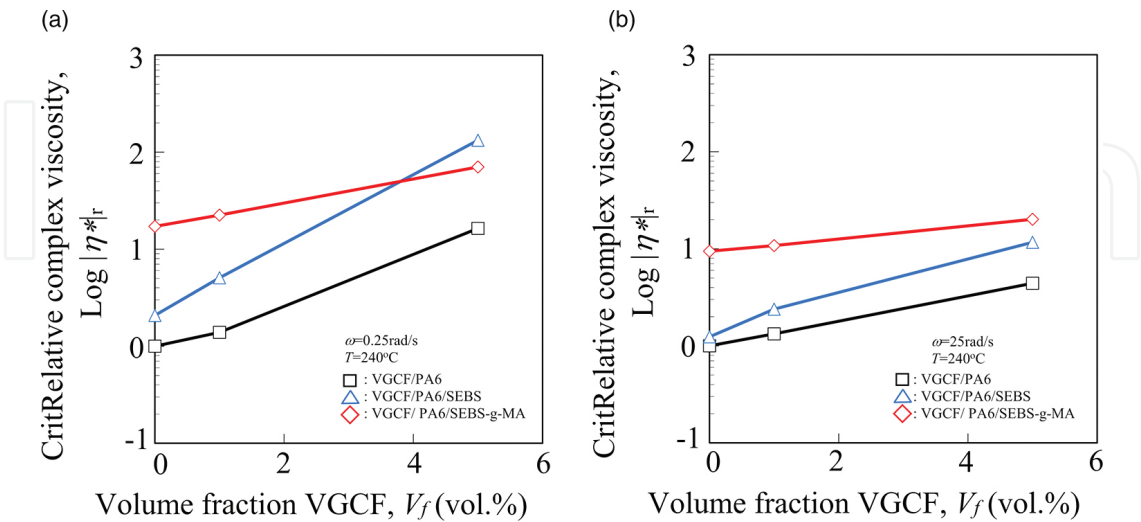 (a)
CritRelative complex viscosity,
Log |η*|r
3
2
1
0
-1
0 2 4 6
Volume fraction VGCF, Vf (vol.%)
ω=0.25rad/s
T=240°C
: VGCF/PA6
: VGCF/PA6/SEBS
: VGCF/ PA6/SEBS-g-MA
(b)
CritRelative complex viscosity,
Log |η*|r
3
2
1
0
-1
0 2 4 6
Volume fraction VGCF, Vf (vol.%)
ω=25rad/s
T=240°C
: VGCF/PA6
: VGCF/PA6/SEBS
: VGCF/ PA6/SEBS-g-MA